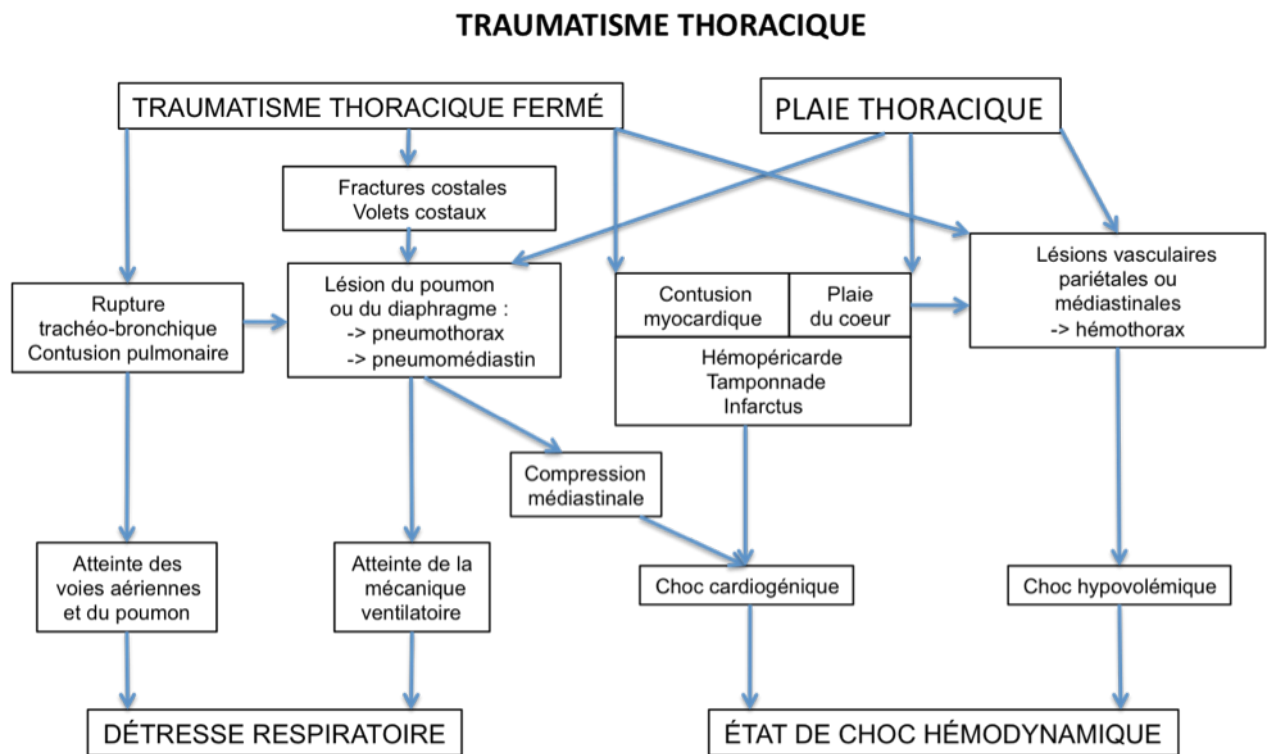 TRAUMATISME THORACIQUE
TRAUMATISME THORACIQUE FERMÉ
PLAIE THORACIQUE
Fractures costales
Volets costaux
Rupture
trachéo-bronchique
Contusion pulmonaire
Lésion du poumon
ou du diaphragme :
-> pneumothorax
-> pneumomédiastin
Contusion
myocardique
Plaie
du coeur
Hémopéricarde
Tamponnade
Infarctus
Lésions vasculaires
pariétales ou
médiastinales
-> hémothorax
Compression
médiastinale
Atteinte des
voies aériennes
et du poumon
Atteinte de la
mécanique
ventilatoire
Choc cardiogénique
Choc hypovolémique
DÉTRESSE RESPIRATOIRE
ÉTAT DE CHOC HÉMODYNAMIQUE